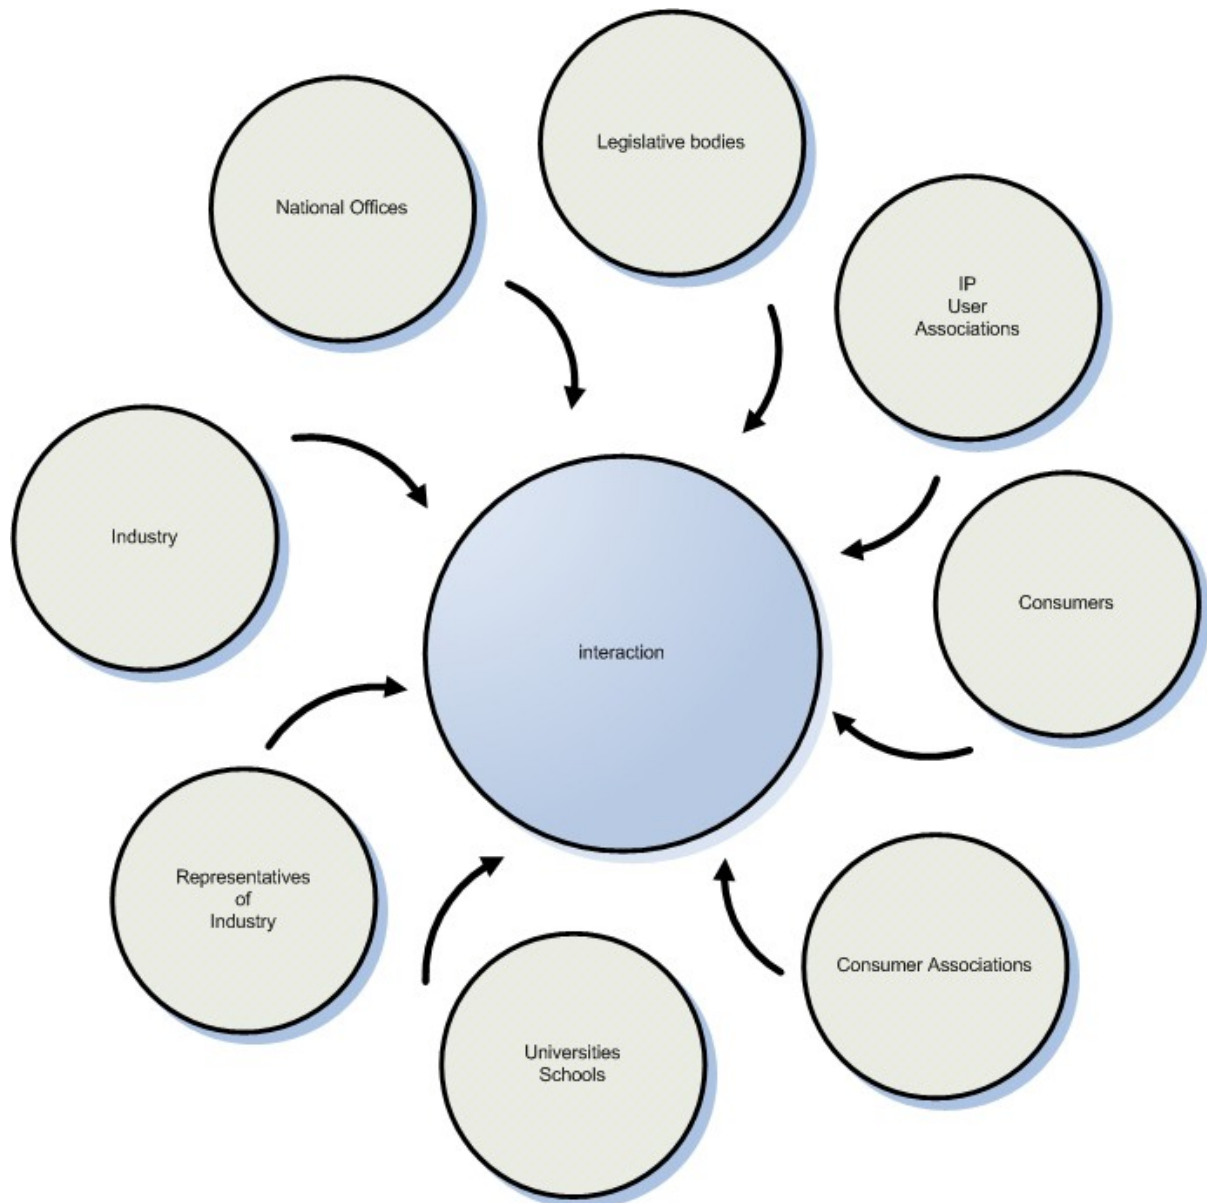 Legislative bodies
National Offices
IP
User
Associations
Industry
Consumers
interaction
Representatives
of
Industry
Consumer Associations
Universities
Schools